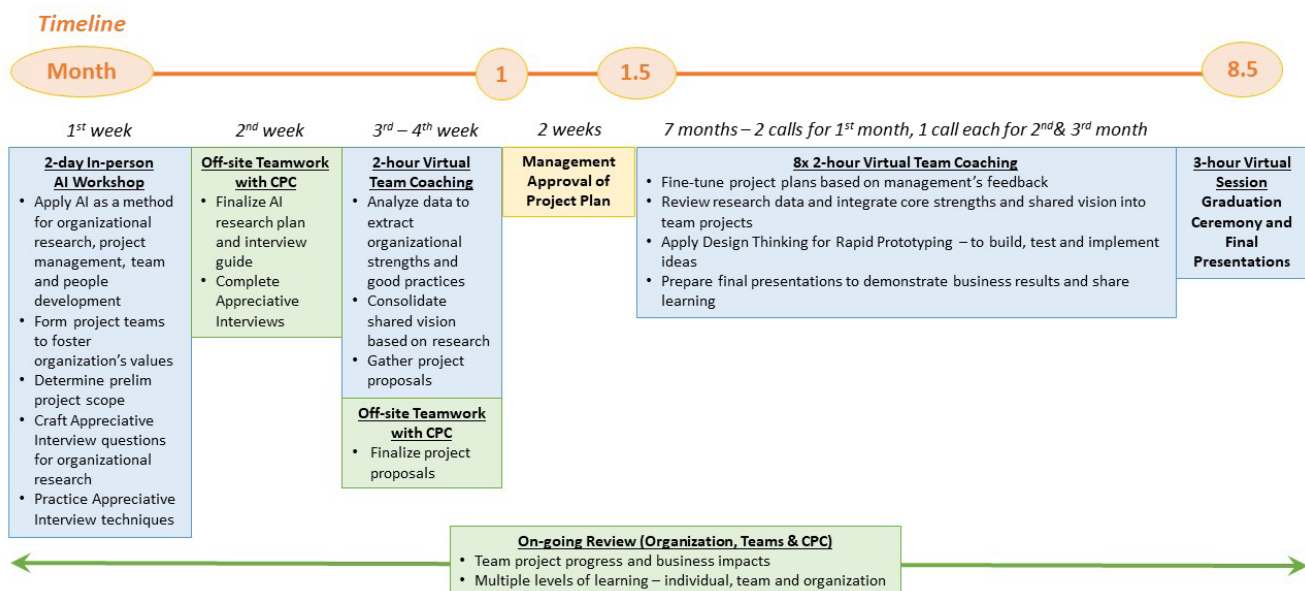 Timeline
Month
1
1.5
8.5
1st week
2nd week
3rd – 4th week
2 weeks
7 months – 2 calls for 1st month, 1 call each for 2nd& 3rd month
2-day In-person
AI Workshop
• Apply AI as a method
for organizational
research, project
management, team
and people
development
• Form project teams to
foster
organization's values
• Determine prelim
project scope
• Craft Appreciative
Interview questions
for organizational
research
• Practice Appreciative
Interview techniques
Off-site Teamwork
with CPC
• Finalize AI
research plan
and interview
guide
• Complete
Appreciative
Interviews
2-hour Virtual
Team Coaching
• Analyze data to
extract
organizational
strengths and
good practices
• Consolidate
shared vision
based on research
• Gather project
proposals
Off-site Teamwork
with CPC
• Finalize project
proposals
Management
Approval of
Project Plan
8x 2-hour Virtual Team Coaching
• Fine-tune project plans based on management's feedback
• Review research data and integrate core strengths and shared vision into
team projects
• Apply Design Thinking for Rapid Prototyping – to build, test and implement
ideas
• Prepare final presentations to demonstrate business results and share
learning
3-hour Virtual
Session
Graduation
Ceremony and
Final
Presentations
On-going Review (Organization, Teams & CPC)
• Team project progress and business impacts
• Multiple levels of learning – individual, team and organization